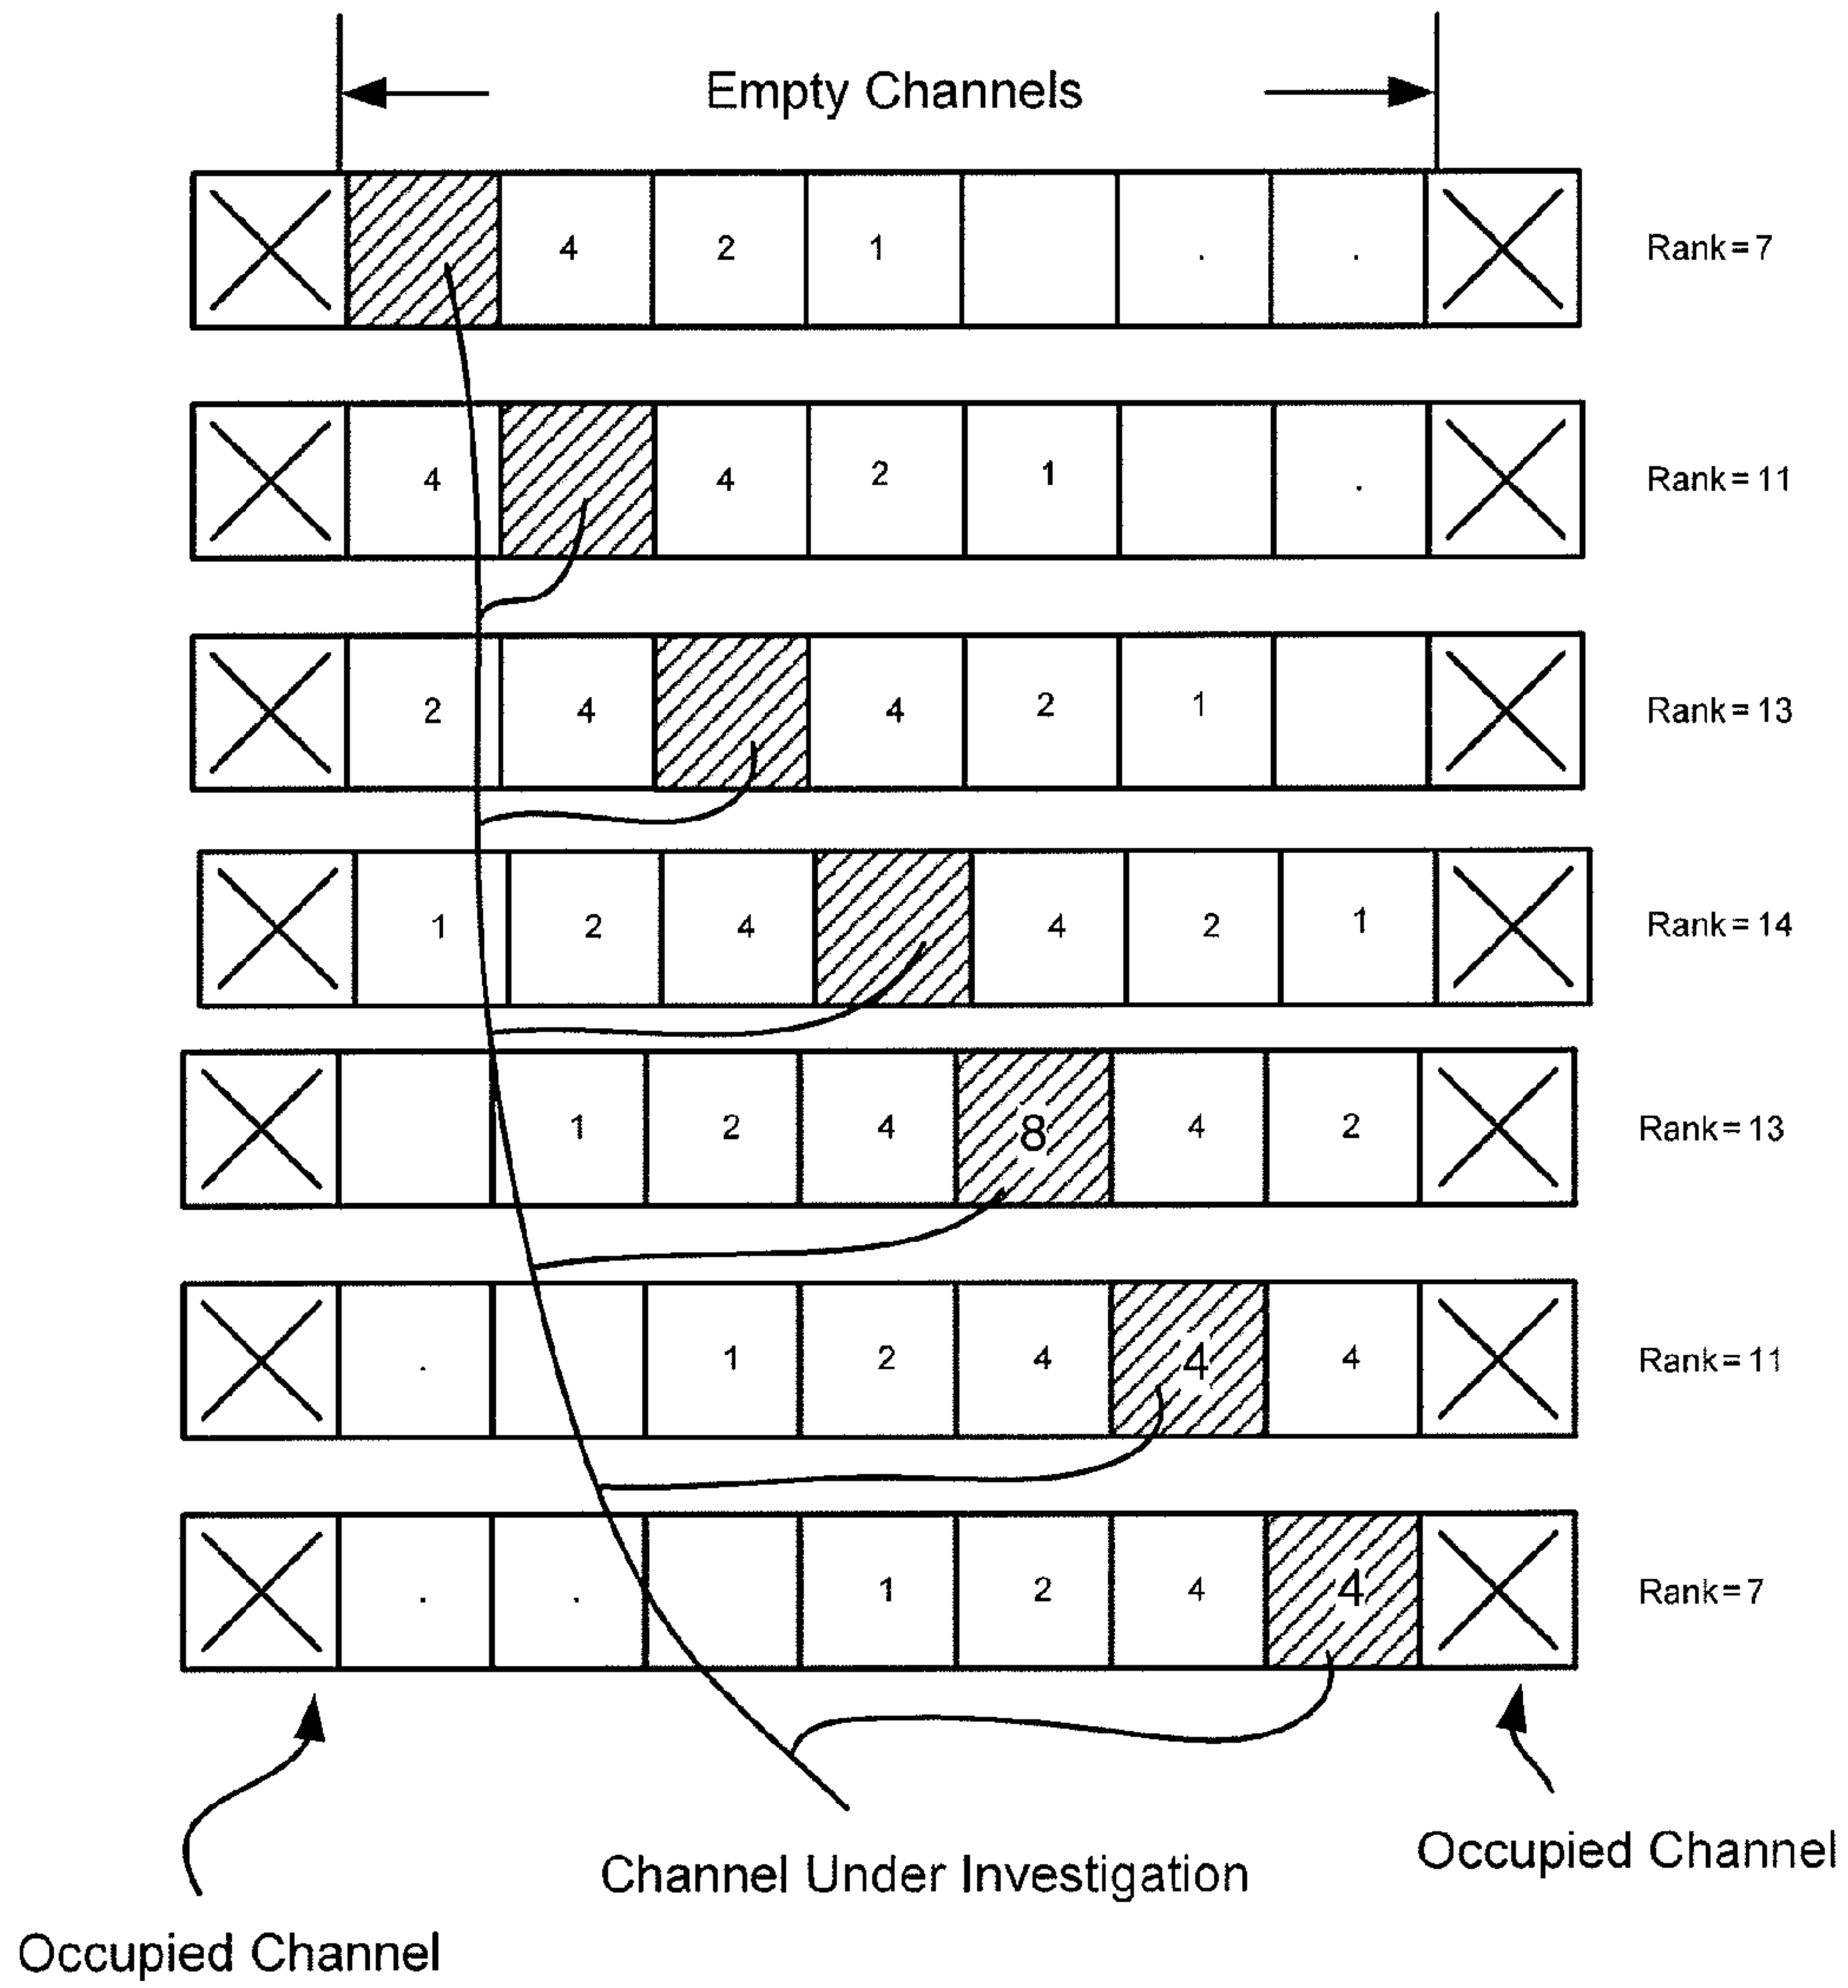 Empty Channels
4 2 1 . . Rank=7
4 4 2 1 . Rank=11
2 4 4 2 1 Rank=13
1 2 4 4 2 1 Rank=14
1 2 4 8 4 2 Rank=13
. 1 2 4 4 4 Rank=11
. . 1 2 4 4 Rank=7
Channel Under Investigation
Occupied Channel
Occupied Channel